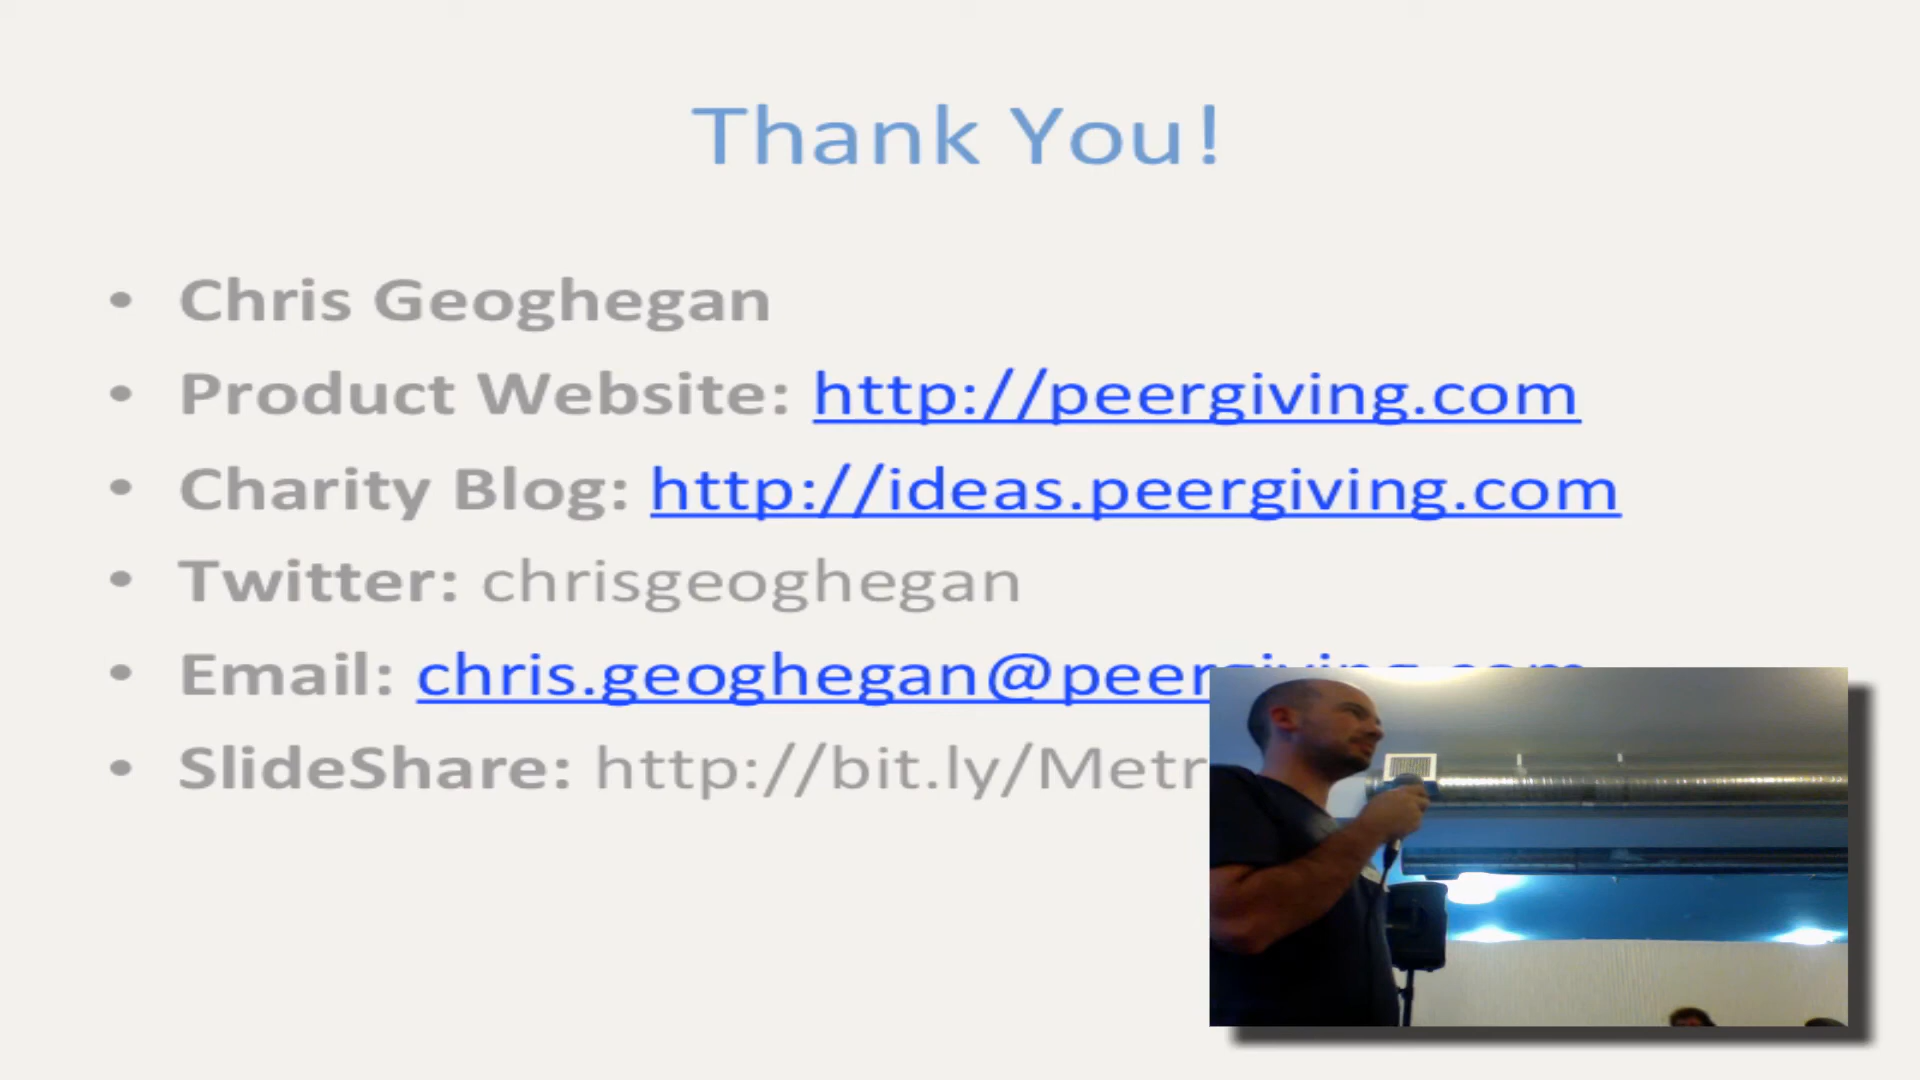 Thank You!
• Chris Geoghegan
• Product Website: http://peergiving.com
• Charity Blog: http://ideas.peergiving.com
• Twitter: chrisgeoghegan
• Email: chris.geoghegan@peergiving.com
• SlideShare: http://bit.ly/Metr